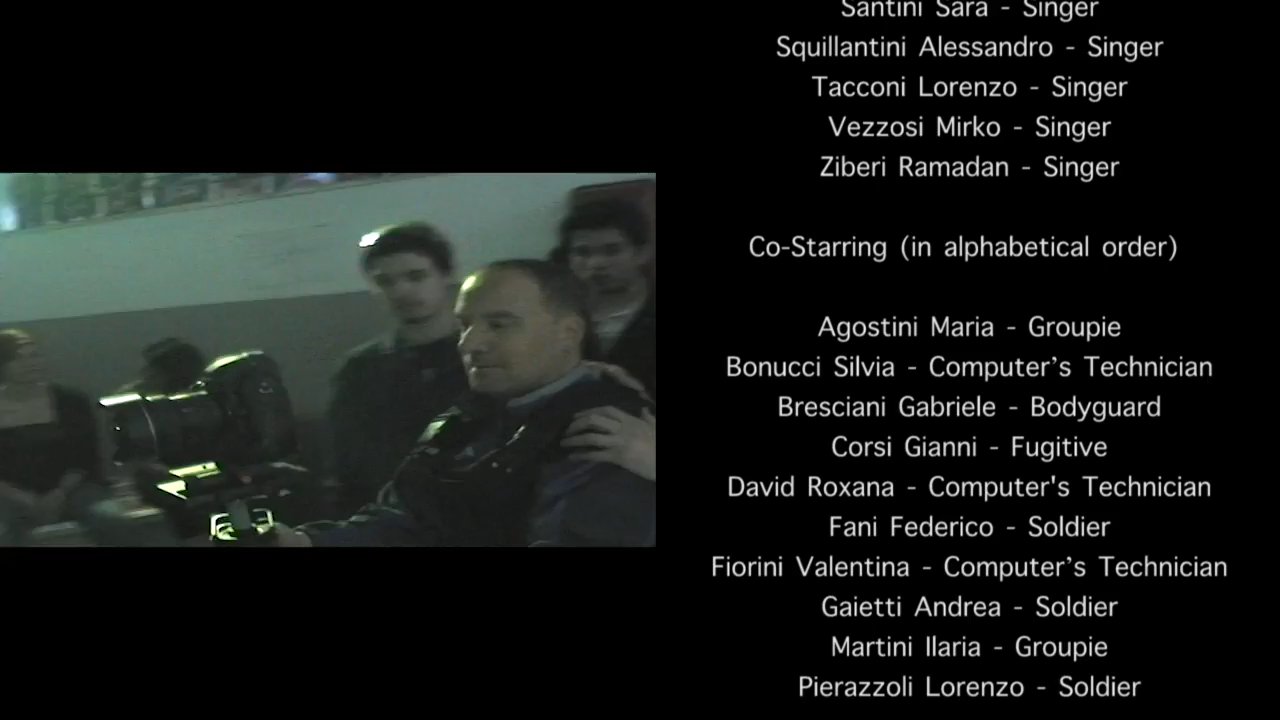 Santini Sara - Singer
Squillantini Alessandro - Singer
Tacconi Lorenzo - Singer
Vezzosi Mirko - Singer
Ziberi Ramadan - Singer
Co-Starring (in alphabetical order)
Agostini Maria - Groupie
Bonucci Silvia - Computer’s Technician
Bresciani Gabriele - Bodyguard
Corsi Gianni - Fugitive
David Roxana - Computer's Technician
Fani Federico - Soldier
Fiorini Valentina - Computer’s Technician
Gaietti Andrea - Soldier
Martini Ilaria - Groupie
Pierazzoli Lorenzo - Soldier